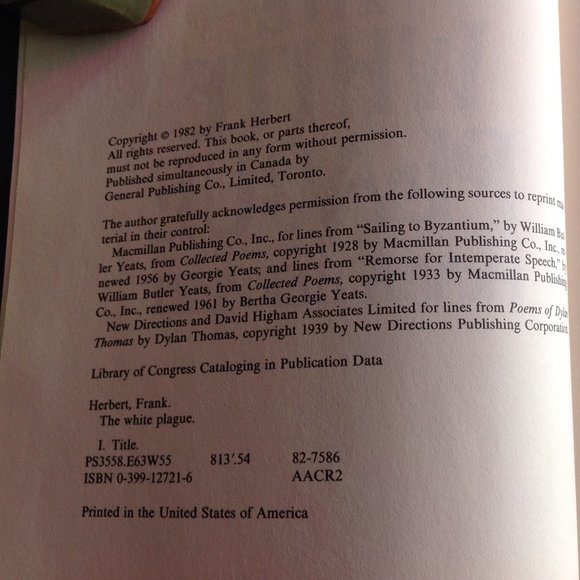 Copyright © 1982 by Frank Herbert
All rights reserved. This book, or parts thereof,
must not be reproduced in any form without permission.
Published simultaneously in Canada by
General Publishing Co., Limited, Toronto.
The author gratefully acknowledges permission from the following sources to reprint ma-
terial in their control:
Macmillan Publishing Co., Inc., for lines from “Sailing to Byzantium,” by William But-
ler Yeats, from Collected Poems, copyright 1928 by Macmillan Publishing Co., Inc., re-
newed 1956 by Georgie Yeats; and lines from “Remorse for Intemperate Speech,”
William Butler Yeats, from Collected Poems, copyright 1933 by Macmillan Publishing
Co., Inc., renewed 1961 by Bertha Georgie Yeats.
New Directions and David Higham Associates Limited for lines from Poems of Dylan
Thomas by Dylan Thomas, copyright 1939 by New Directions Publishing Corporation.
Library of Congress Cataloging in Publication Data
Herbert, Frank.
The white plague.
I. Title.
PS3558.E63W55 813'.54 82-7586
ISBN 0-399-12721-6 AACR2
Printed in the United States of America